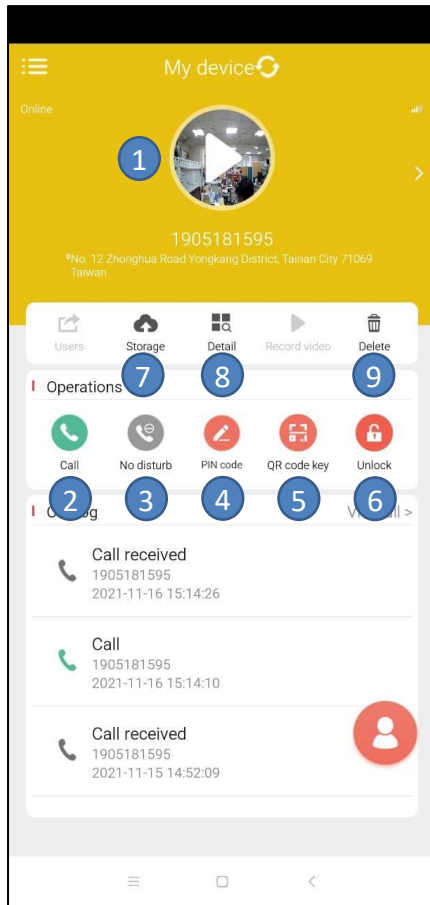 My device
Online
1
1905181595
No. 12 Zhonghua Road Yongkang District, Tainan City 71069
Taiwan
Users Storage Detail Record video Delete
7 8 9
Operations
Call No disturb PIN code QR code key Unlock
2 3 4 5 6
Call received
1905181595
2021-11-16 15:14:26
Call
1905181595
2021-11-16 15:14:10
Call received
1905181595
2021-11-15 14:52:09